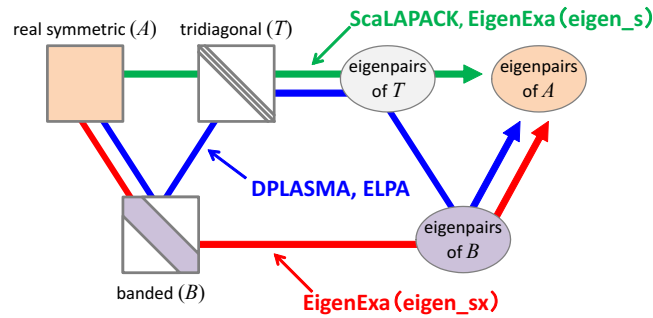 ScaLAPACK, EigenExa(eigen_s)
real symmetric (A)
tridiagonal (T)
eigenpairs
of T
eigenpairs
of A
DPLASMA, ELPA
eigenpairs
of B
banded (B)
EigenExa(eigen_sx)